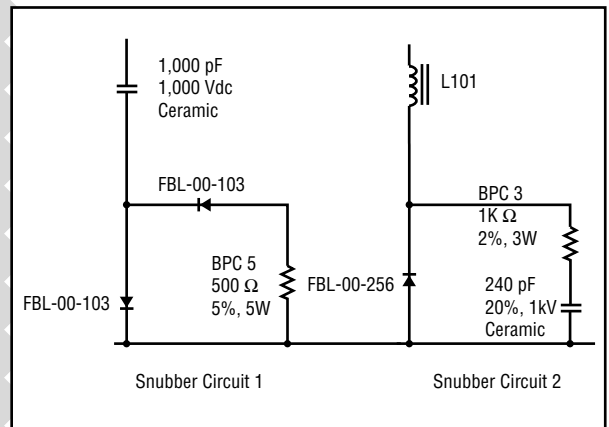 1,000 pF
1,000 Vdc
Ceramic
L101
FBL-00-103
BPC 3
1K Ω
2%, 3W
BPC 5
500 Ω
5%, 5W
FBL-00-256
240 pF
20%, 1kV
Ceramic
FBL-00-103
Snubber Circuit 1
Snubber Circuit 2